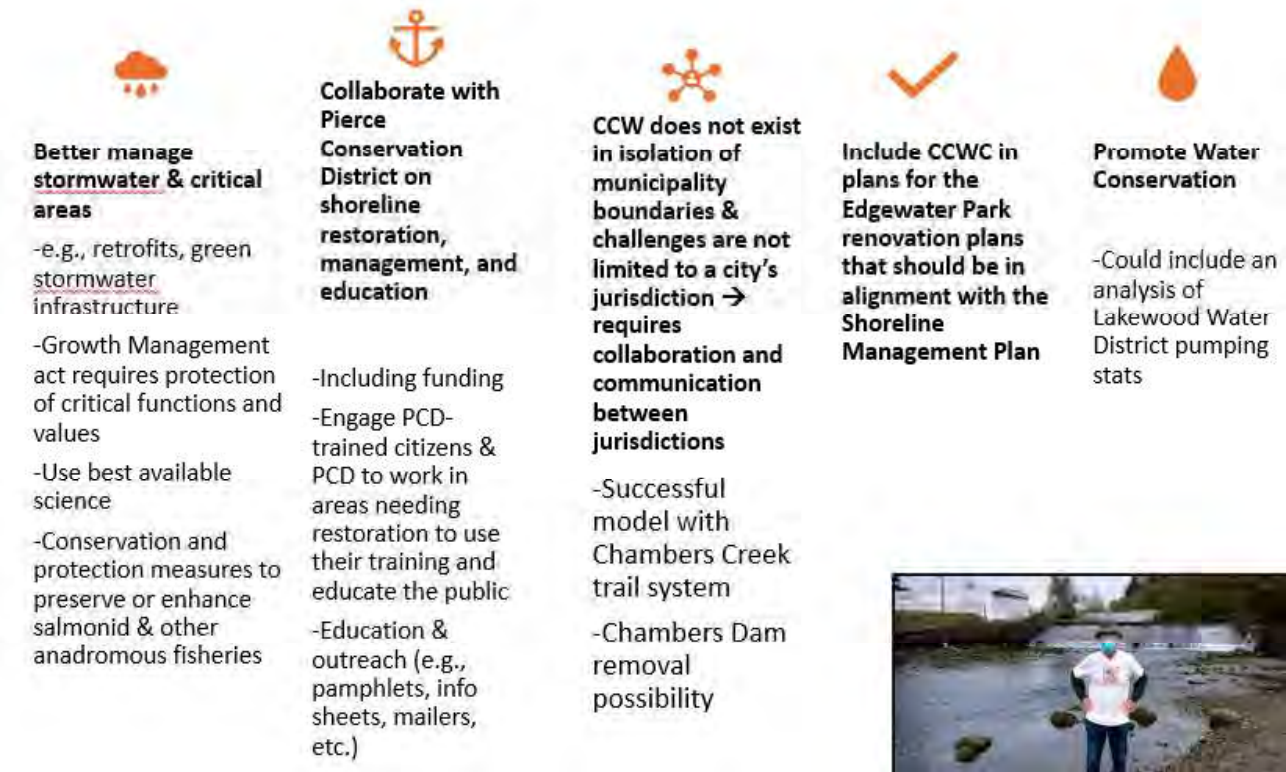 Better manage
stormwater & critical
areas
-e.g., retrofits, green
stormwater
infrastructure
-Growth Management
act requires protection
of critical functions and
values
-Use best available
science
-Conservation and
protection measures to
preserve or enhance
salmonid & other
anadromous fisheries
Collaborate with
Pierce
Conservation
District on
shoreline
restoration,
management, and
education
-Including funding
-Engage PCD-
trained citizens &
PCD to work in
areas needing
restoration to use
their training and
educate the public
-Education &
outreach (e.g.,
pamphlets, info
sheets, mailers,
etc.)
CCW does not exist
in isolation of
municipality
boundaries &
challenges are not
limited to a city's
jurisdiction →
requires
collaboration and
communication
between
jurisdictions
-Successful
model with
Chambers Creek
trail system
-Chambers Dam
removal
possibility
Include CCWC in
plans for the
Edgewater Park
renovation plans
that should be in
alignment with the
Shoreline
Management Plan
Promote Water
Conservation
-Could include an
analysis of
Lakewood Water
District pumping
stats